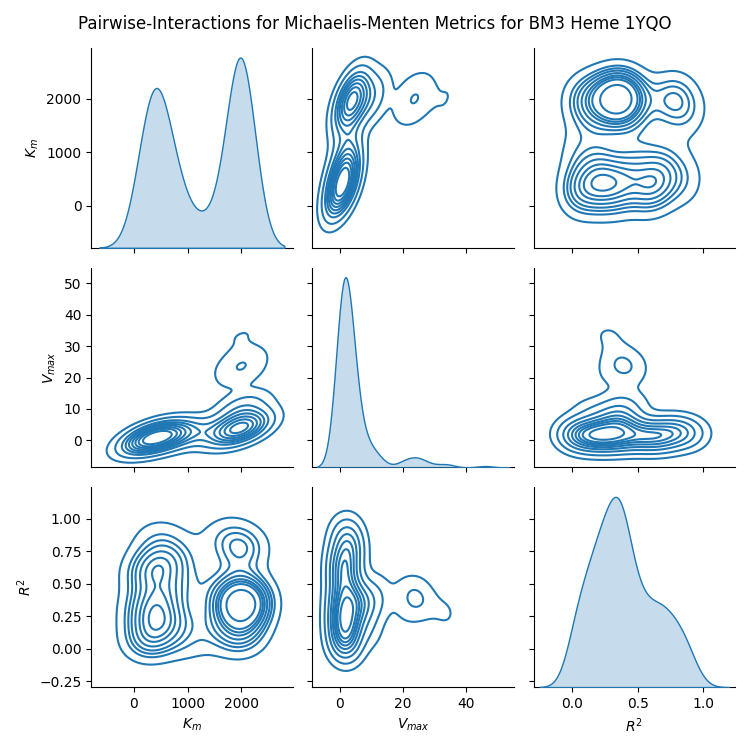 Pairwise-Interactions for Michaelis-Menten Metrics for BM3 Heme 1YQO
2000
1000
0
K_m
50
40
30
20
10
0
V_max
1.00
0.75
0.50
0.25
0.00
−0.25
R²
0 1000 2000
0 20 40
0.0 0.5 1.0
K_m
V_max
R²